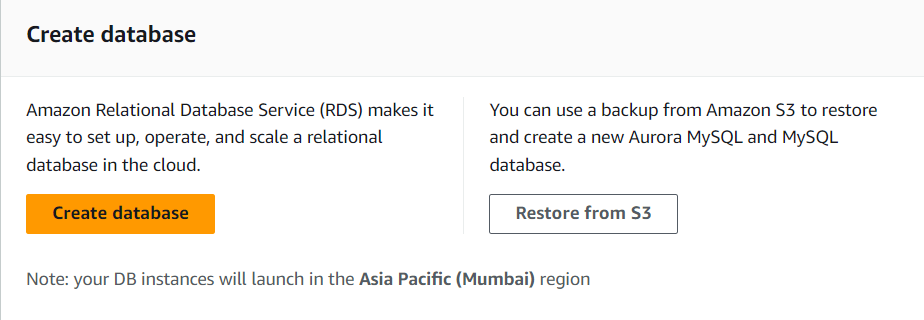 Create database
Amazon Relational Database Service (RDS) makes it
easy to set up, operate, and scale a relational
database in the cloud.
Create database
You can use a backup from Amazon S3 to restore
and create a new Aurora MySQL and MySQL
database.
Restore from S3
Note: your DB instances will launch in the Asia Pacific (Mumbai) region